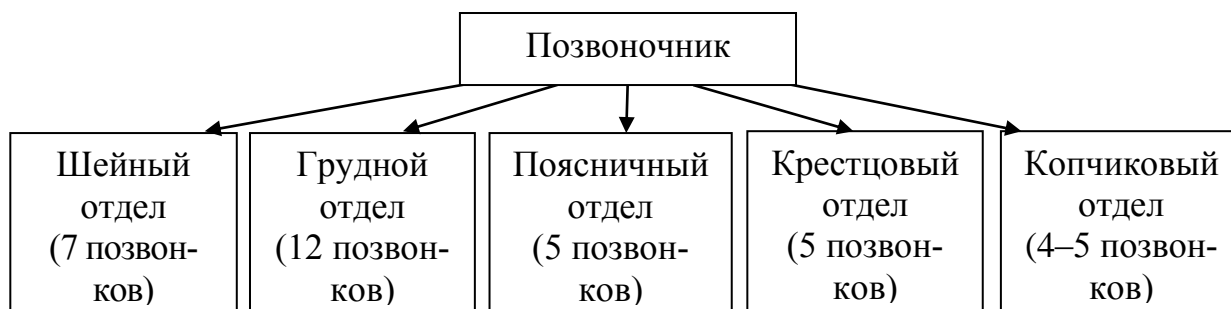 Позвоночник
Шейный
отдел
(7 позвон-
ков)
Грудной
отдел
(12 позвон-
ков)
Поясничный
отдел
(5 позвон-
ков)
Крестцовый
отдел
(5 позвон-
ков)
Копчиковый
отдел
(4–5 позвон-
ков)